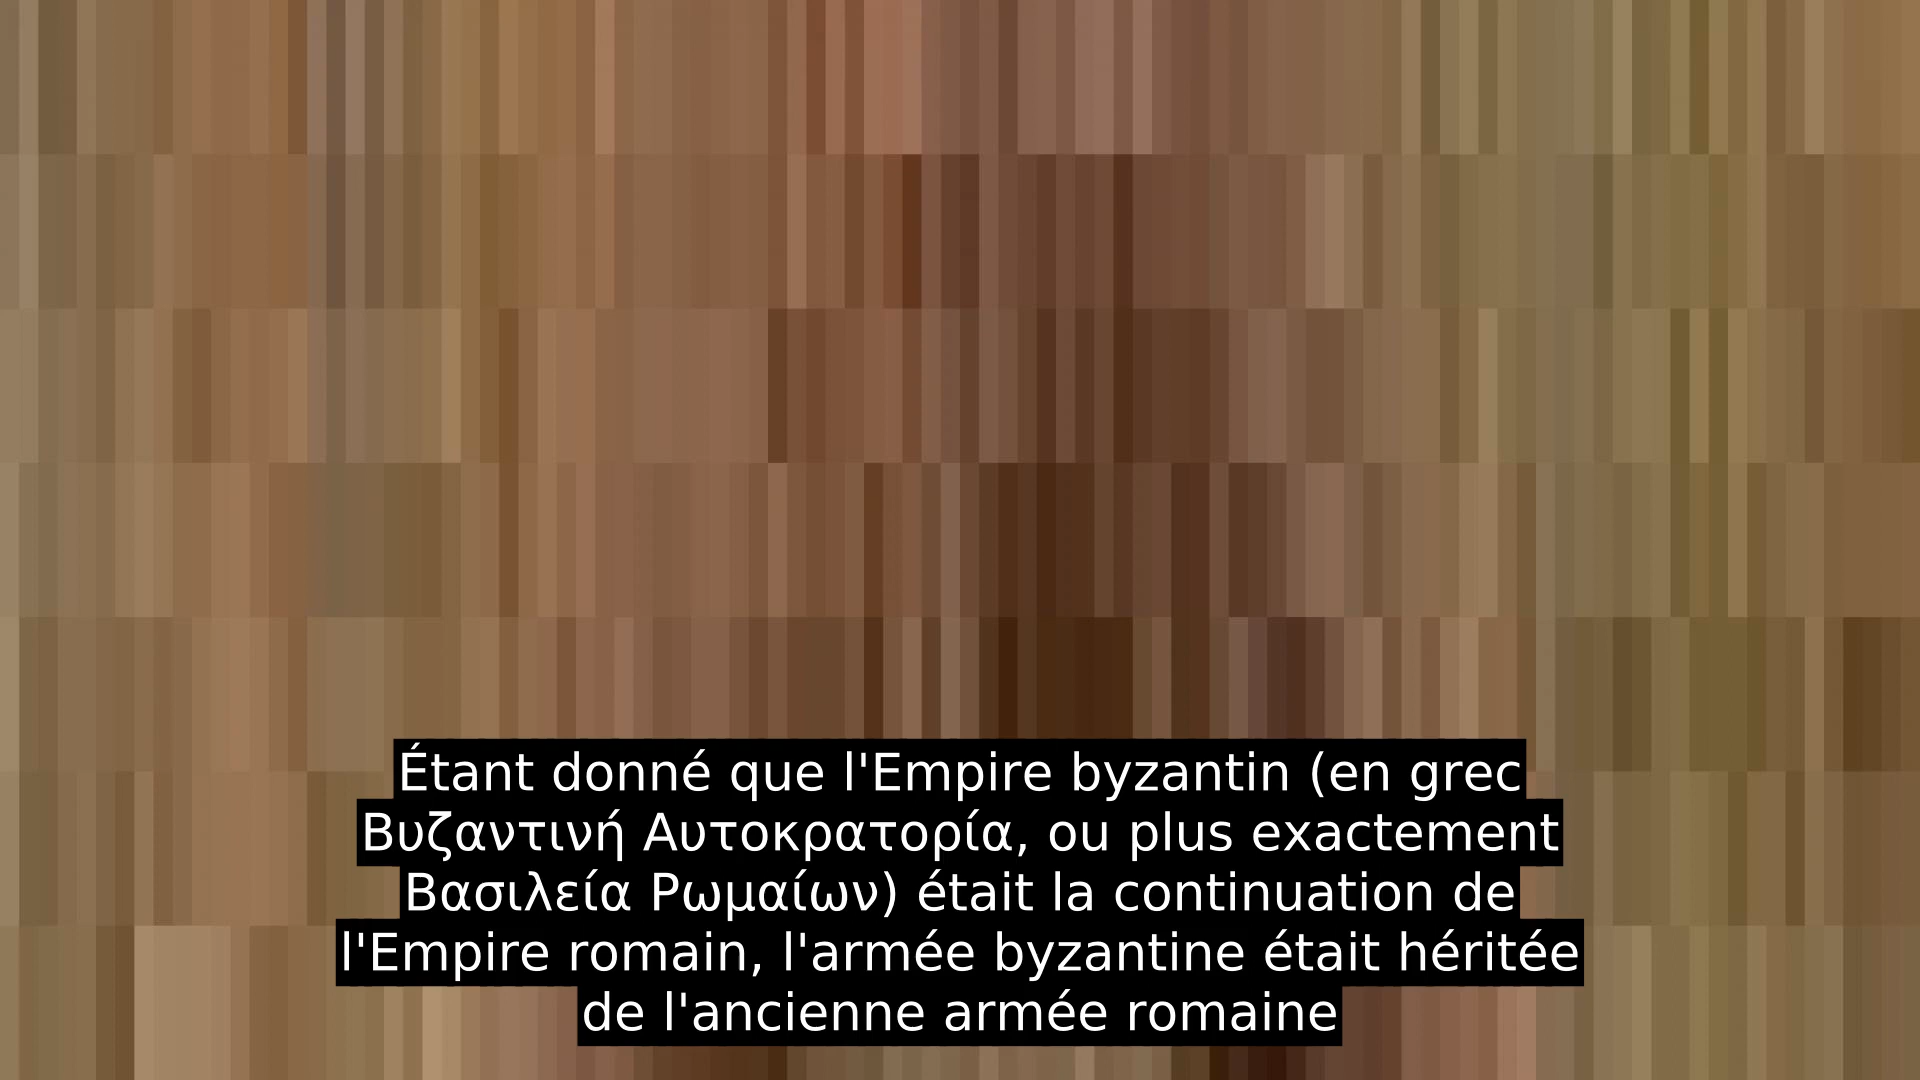 Étant donné que l'Empire byzantin (en grec
Βυζαντινή Αυτοκρατορία, ou plus exactement
Βασιλεία Ρωμαίων) était la continuation de
l'Empire romain, l'armée byzantine était héritée
de l'ancienne armée romaine